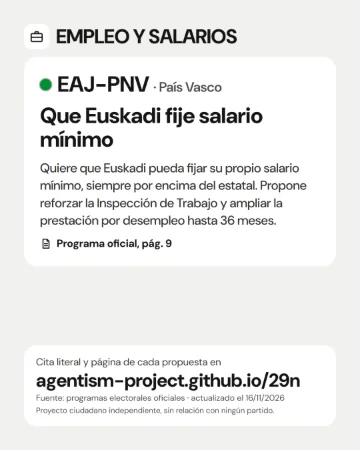 EMPLEO Y SALARIOS
EAJ-PNV · País Vasco
Que Euskadi fije salario
mínimo
Quiere que Euskadi pueda fijar su propio salario
mínimo, siempre por encima del estatal. Propone
reforzar la Inspección de Trabajo y ampliar la
prestación por desempleo hasta 36 meses.
Programa oficial, pág. 9
Cita literal y página de cada propuesta en
agentism-project.github.io/29n
Fuente: programas electorales oficiales · actualizado el 16/11/2026
Proyecto ciudadano independiente, sin relación con ningún partido.